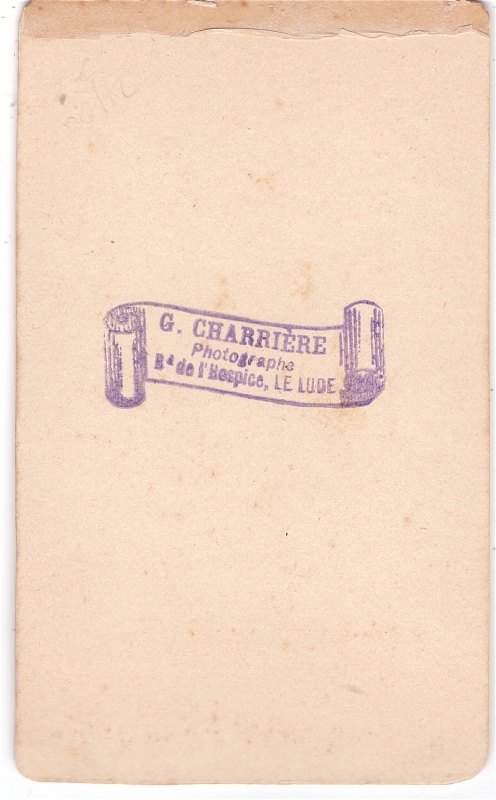 G. CHARRIÈRE
Photographe
Bd de l'Hospice, LE LUDE